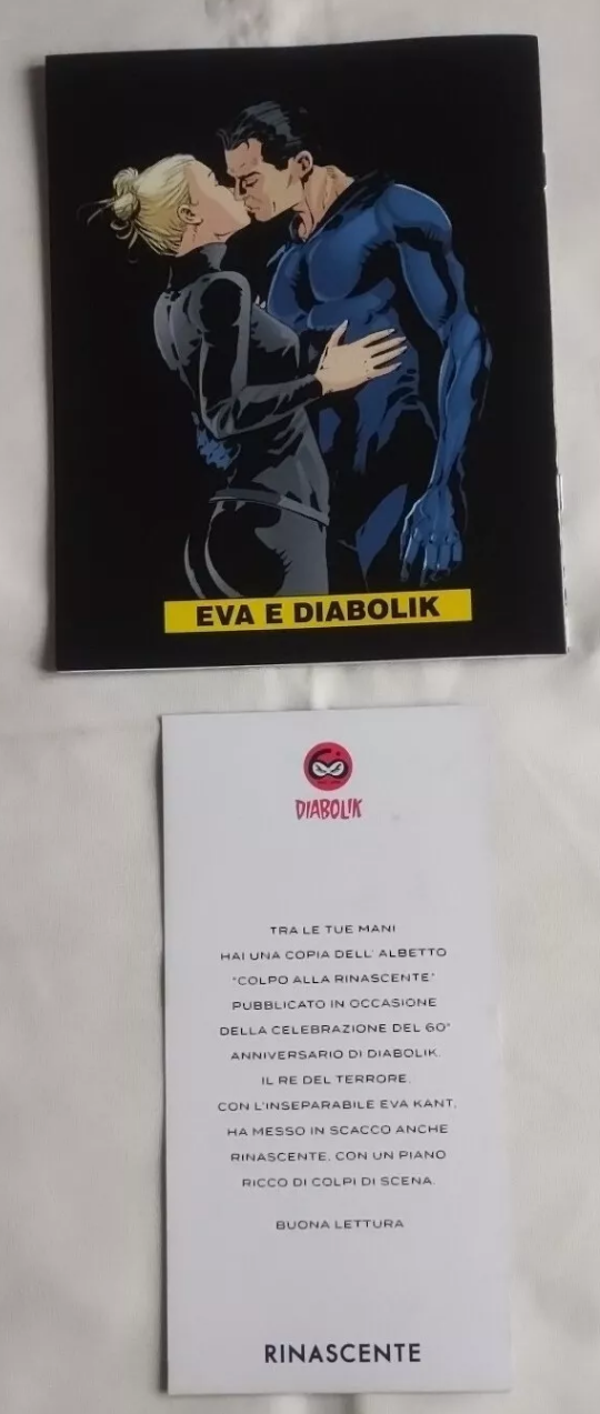 EVA E DIABOLIK
DIABOLIK
TRA LE TUE MANI
HAI UNA COPIA DELL' ALBETTO
"COLPO ALLA RINASCENTE"
PUBBLICATO IN OCCASIONE
DELLA CELEBRAZIONE DEL 60°
ANNIVERSARIO DI DIABOLIK.
IL RE DEL TERRORE,
CON L'INSEPARABILE EVA KANT,
HA MESSO IN SCACCO ANCHE
RINASCENTE, CON UN PIANO
RICCO DI COLPI DI SCENA.
BUONA LETTURA
RINASCENTE